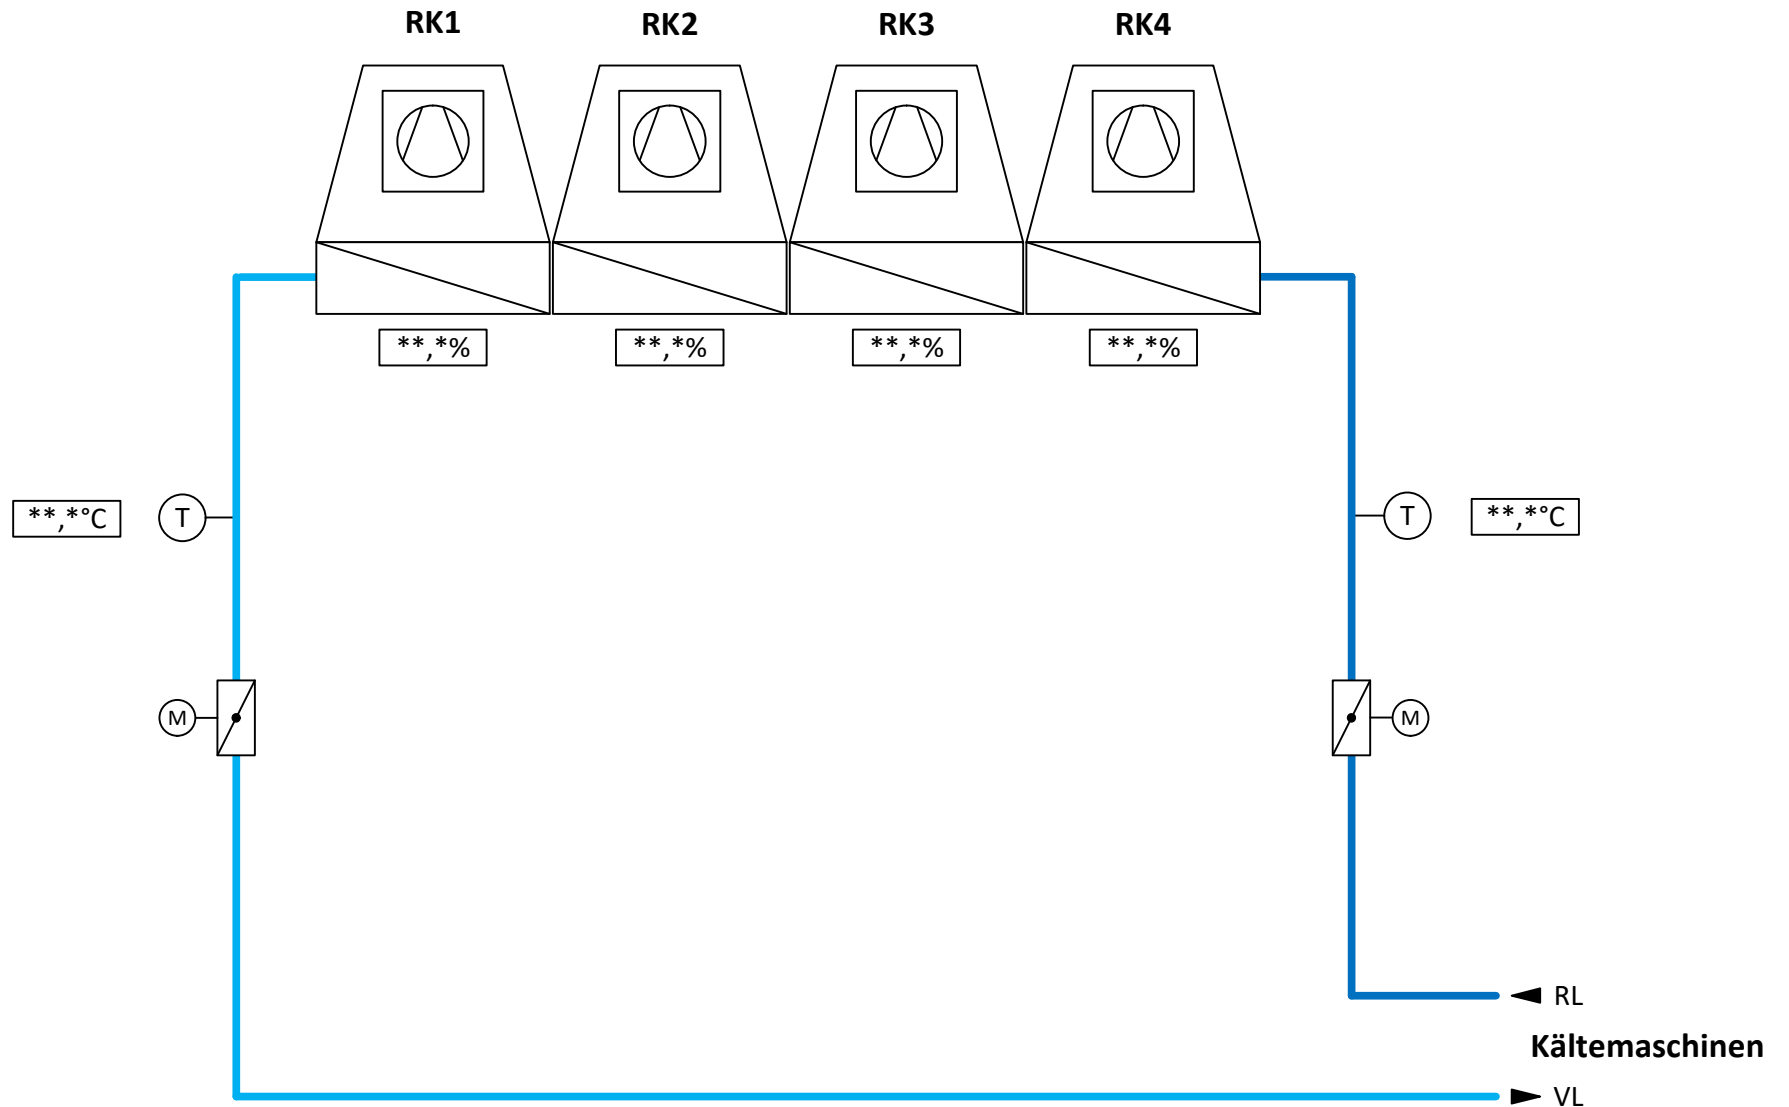 RK1 RK2 RK3 RK4
**,*% **,*% **,*% **,*%
**,*°C T T **,*°C
M M
RL
Kältemaschinen
VL